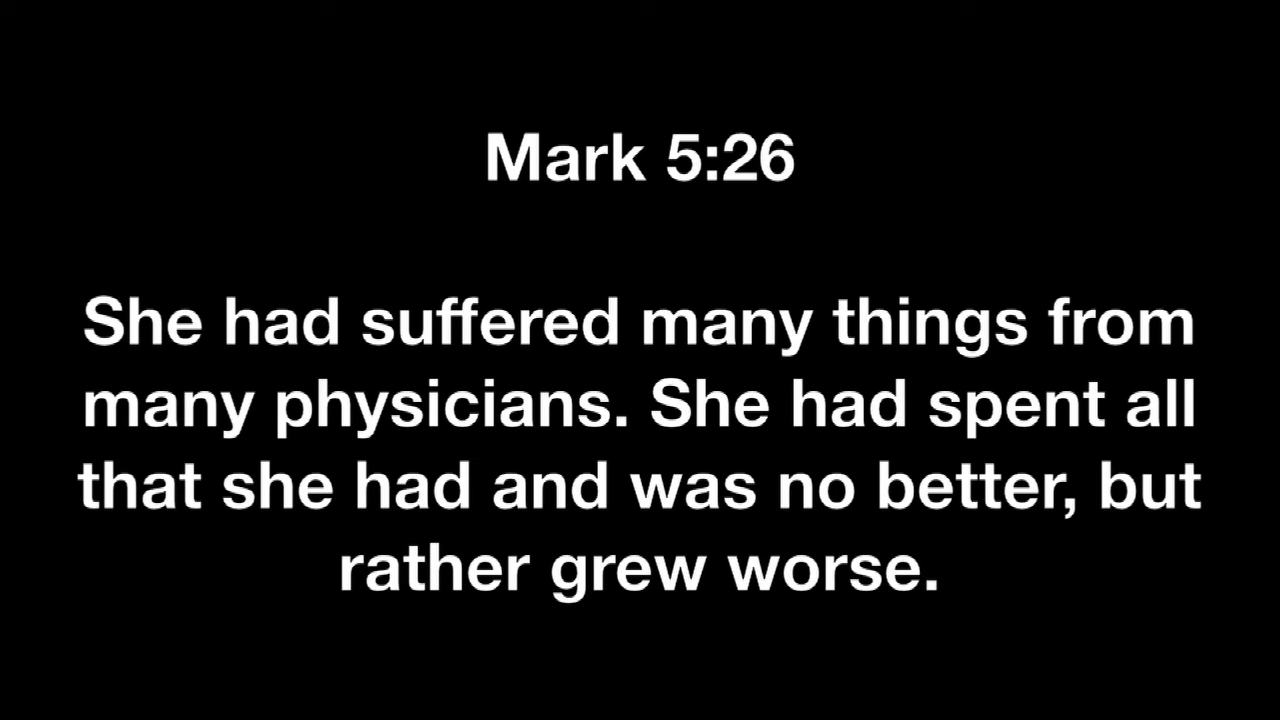 Mark 5:26
She had suffered many things from
many physicians. She had spent all
that she had and was no better, but
rather grew worse.